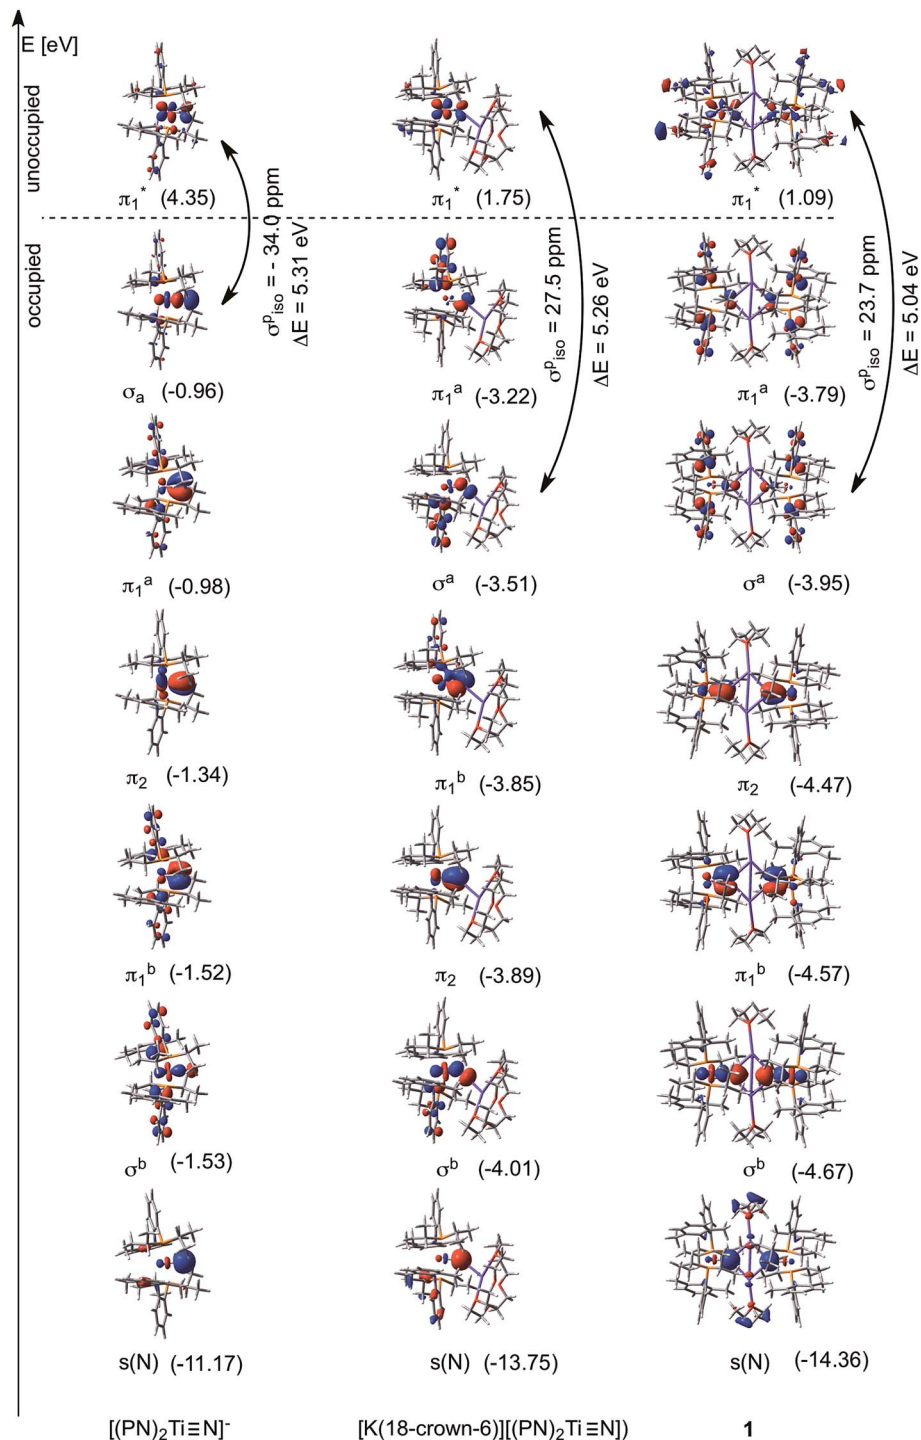 E [eV]
unoccupied
occupied
π₁* (4.35)
π₁* (1.75)
π₁* (1.09)
σᵖᵢₛₒ = - 34.0 ppm
ΔE = 5.31 eV
σᵖᵢₛₒ = 27.5 ppm
ΔE = 5.26 eV
σᵖᵢₛₒ = 23.7 ppm
ΔE = 5.04 eV
σₐ (-0.96)
π₁ᵃ (-3.22)
π₁ᵃ (-3.79)
π₁ᵃ (-0.98)
σᵃ (-3.51)
σᵃ (-3.95)
π₂ (-1.34)
π₁ᵇ (-3.85)
π₂ (-4.47)
π₁ᵇ (-1.52)
π₂ (-3.89)
π₁ᵇ (-4.57)
σᵇ (-1.53)
σᵇ (-4.01)
σᵇ (-4.67)
s(N) (-11.17)
s(N) (-13.75)
s(N) (-14.36)
[(PN)₂Ti≡N]⁻
[K(18-crown-6)][(PN)₂Ti≡N])
1